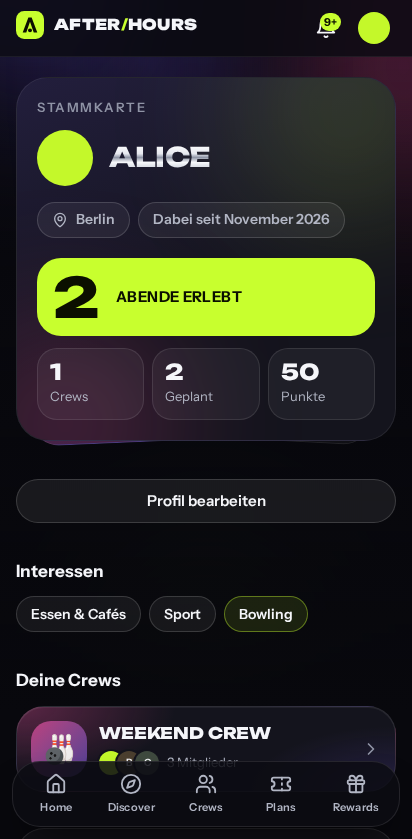 AFTER/HOURS
9+
STAMMKARTE
ALICE
Berlin
Dabei seit November 2026
2 ABENDE ERLEBT
1
Crews
2
Geplant
50
Punkte
Profil bearbeiten
Interessen
Essen & Cafés
Sport
Bowling
Deine Crews
WEEKEND CREW
3 Mitglieder
Home
Discover
Crews
Plans
Rewards